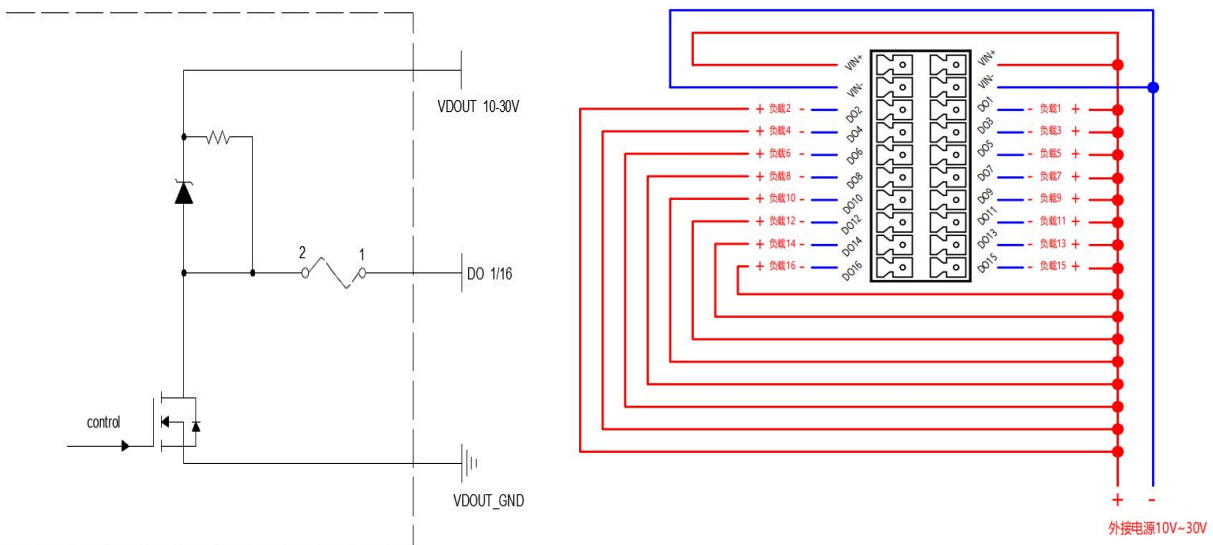 VDOUT 10-30V
2
1
DO 1/16
control
VDOUT_GND
VIN+
VIN+
VIN-
VIN-
+ 负载2 -
DO2
DO1
- 负载1 +
+ 负载4 -
DO4
DO3
- 负载3 +
+ 负载6 -
DO6
DO5
- 负载5 +
+ 负载8 -
DO8
DO7
- 负载7 +
+ 负载10 -
DO10
DO9
- 负载9 +
+ 负载12 -
DO12
DO11
- 负载11 +
+ 负载14 -
DO14
DO13
- 负载13 +
+ 负载16 -
DO16
DO15
- 负载15 +
+ -
外接电源10V~30V